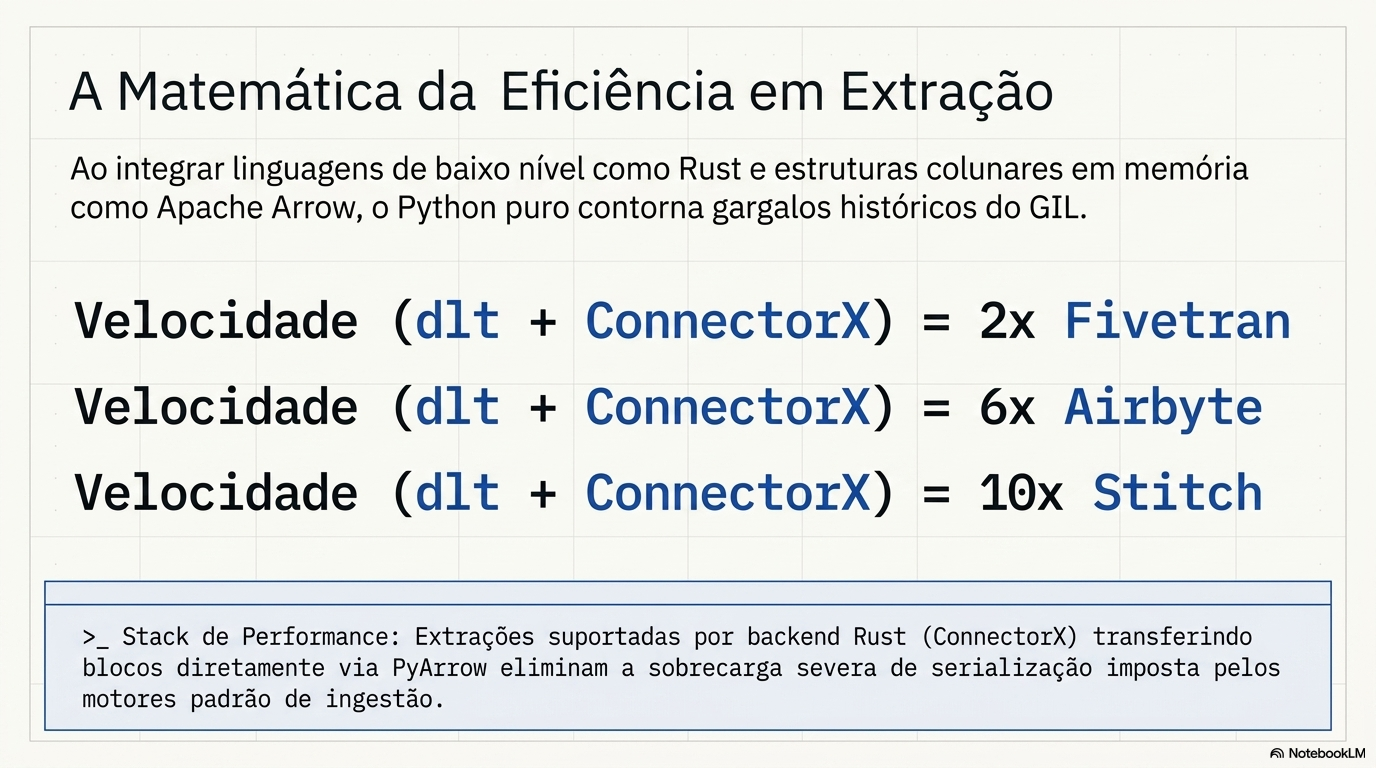 A Matemática da Eficiência em Extração
Ao integrar linguagens de baixo nível como Rust e estruturas colunares em memória
como Apache Arrow, o Python puro contorna gargalos históricos do GIL.
Velocidade (dlt + ConnectorX) = 2x Fivetran
Velocidade (dlt + ConnectorX) = 6x Airbyte
Velocidade (dlt + ConnectorX) = 10x Stitch
>_ Stack de Performance: Extrações suportadas por backend Rust (ConnectorX) transferindo
blocos diretamente via PyArrow eliminam a sobrecarga severa de serialização imposta pelos
motores padrão de ingestão.
NotebookLM